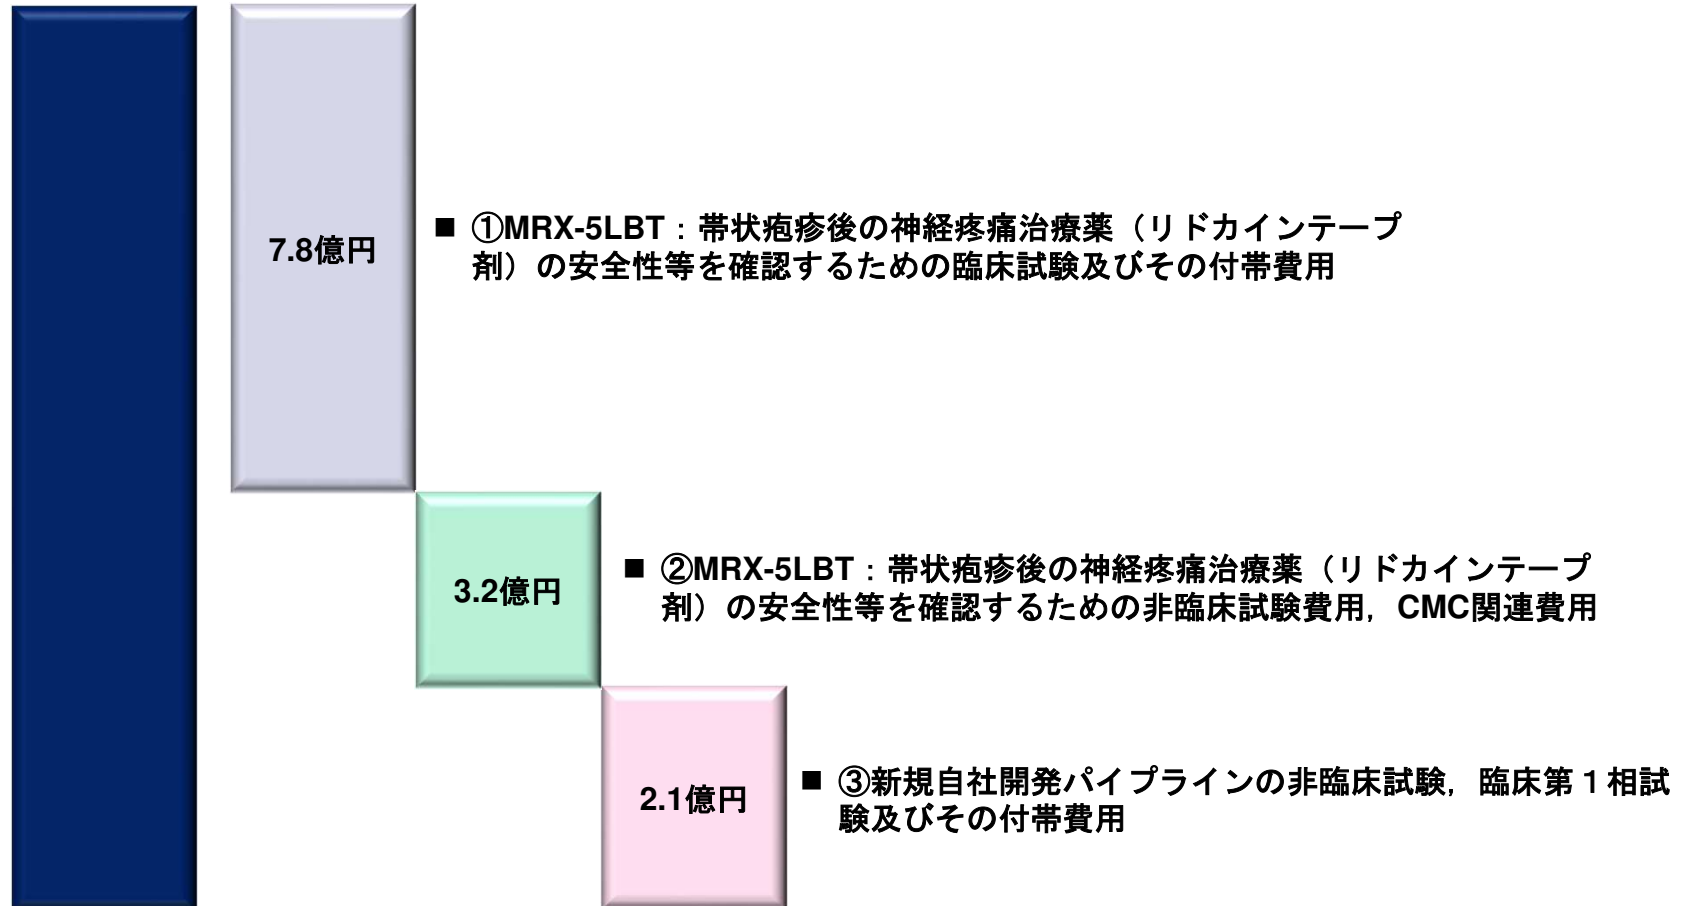 7.8億円
■ ①MRX-5LBT：帯状疱疹後の神経疼痛治療薬（リドカインテープ
剤）の安全性等を確認するための臨床試験及びその付帯費用
3.2億円
■ ②MRX-5LBT：帯状疱疹後の神経疼痛治療薬（リドカインテープ
剤）の安全性等を確認するための非臨床試験費用，CMC関連費用
2.1億円
■ ③新規自社開発パイプラインの非臨床試験，臨床第１相試
験及びその付帯費用